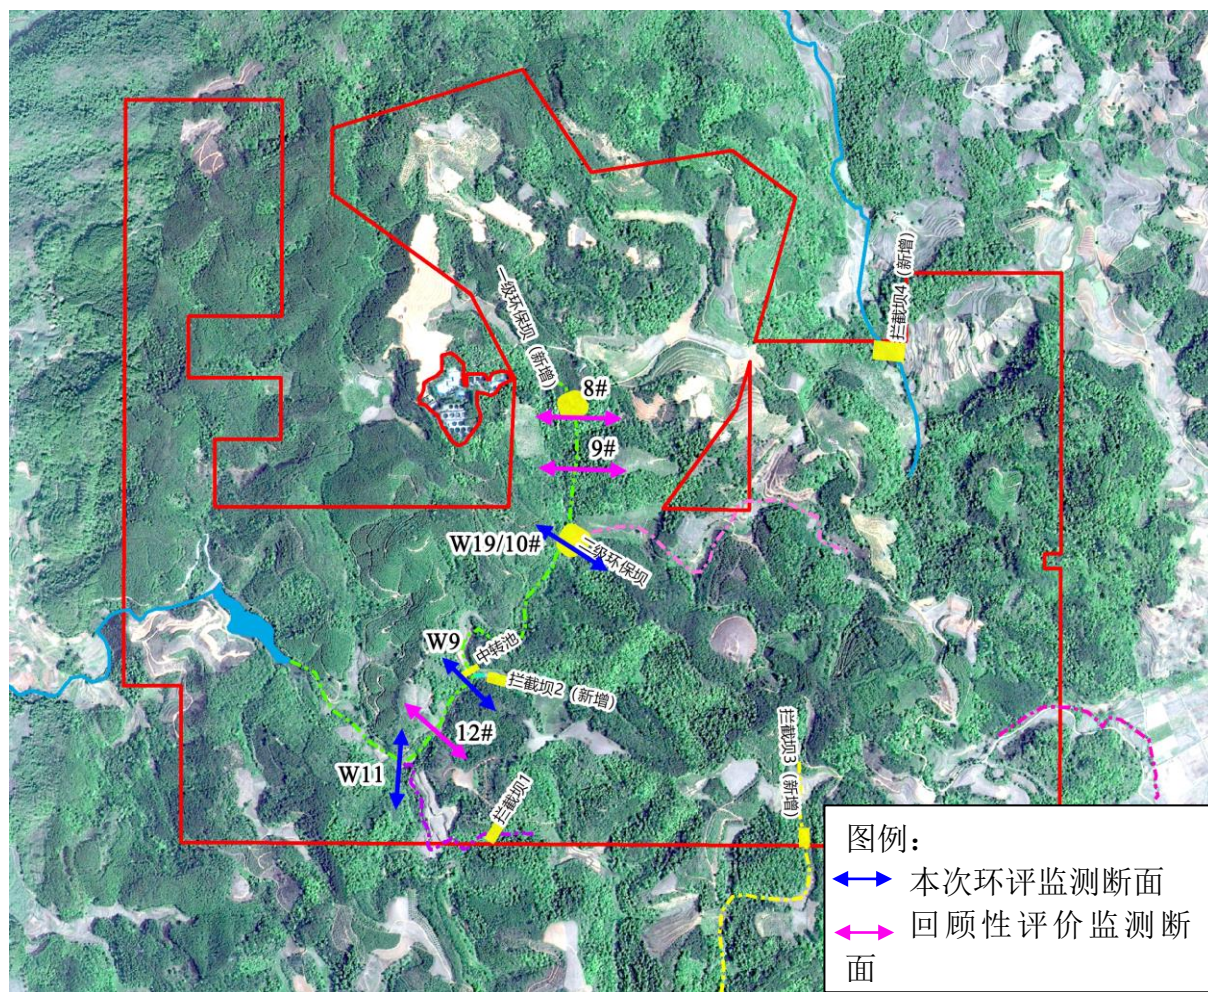 拦截坝4（新增）
一级环保坝（新增）
8#
9#
W19/10#
二级环保坝
W9
中转池
拦截坝2（新增）
12#
W11
拦截坝1
拦截坝3（新增）
图例：
本次环评监测断面
回顾性评价监测断
面